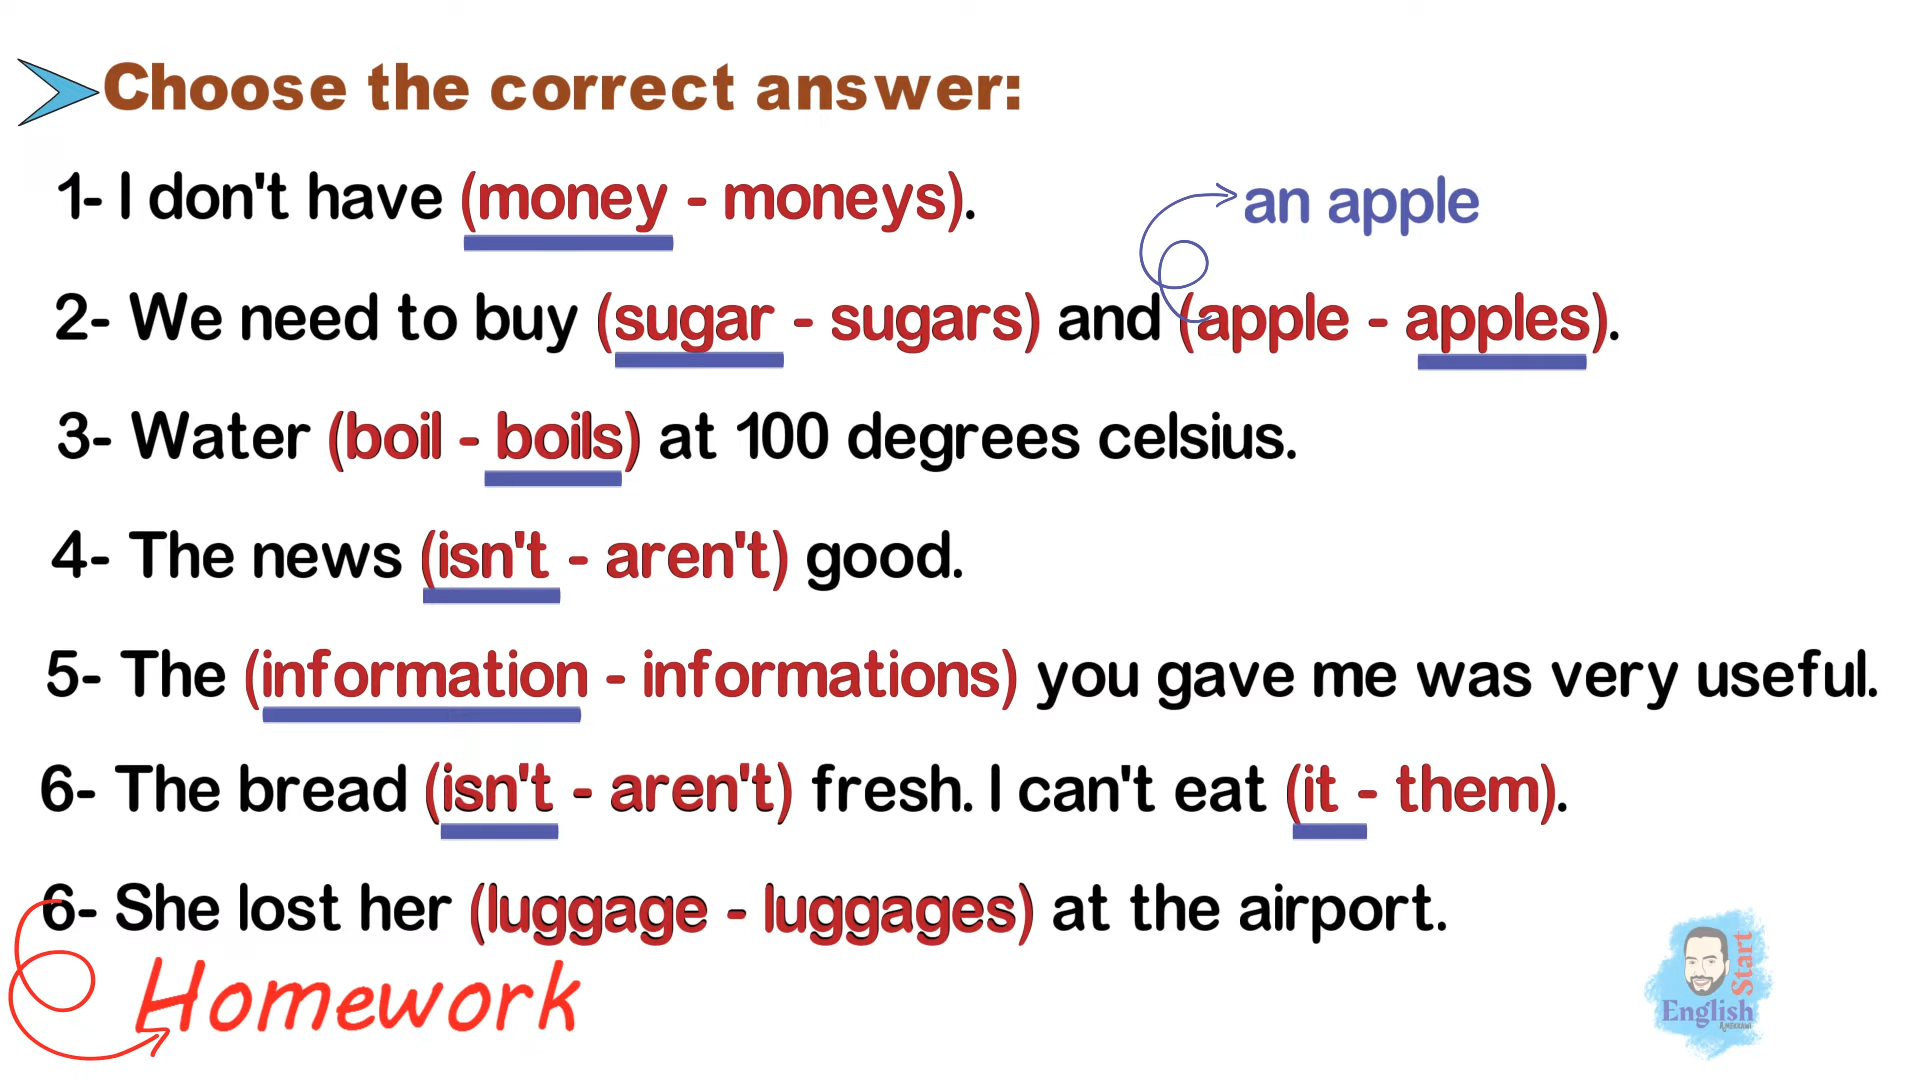 Choose the correct answer:
1- I don't have (money - moneys).
an apple
2- We need to buy (sugar - sugars) and (apple - apples).
3- Water (boil - boils) at 100 degrees celsius.
4- The news (isn't - aren't) good.
5- The (information - informations) you gave me was very useful.
6- The bread (isn't - aren't) fresh. I can't eat (it - them).
6- She lost her (luggage - luggages) at the airport.
Homework
Start
English